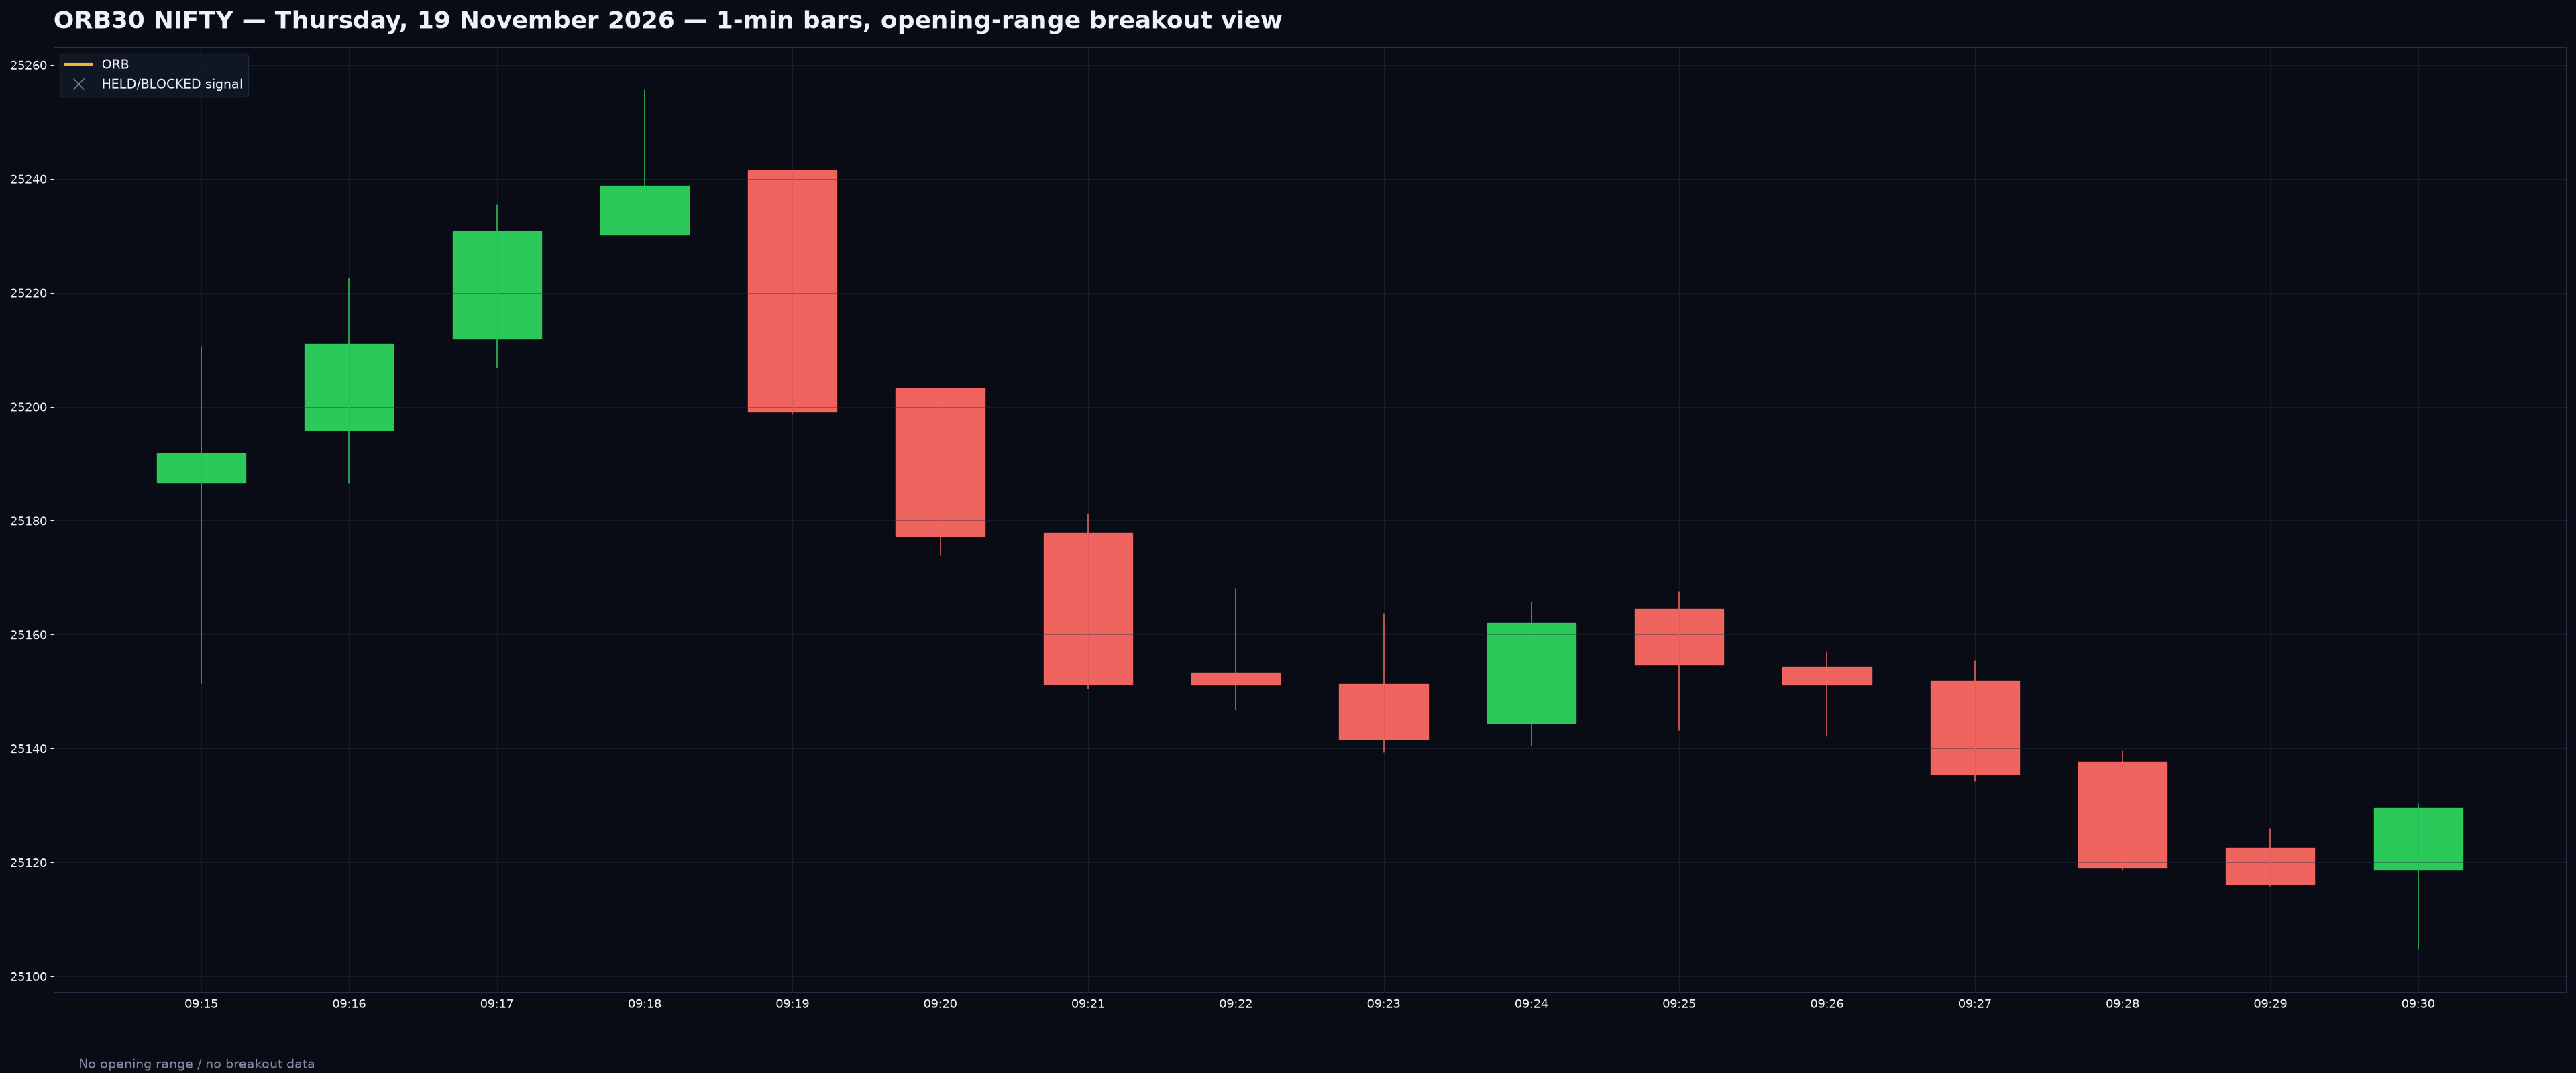 ORB30 NIFTY — Thursday, 19 November 2026 — 1-min bars, opening-range breakout view
ORB
HELD/BLOCKED signal
25260
25240
25220
25200
25180
25160
25140
25120
25100
09:15 09:16 09:17 09:18 09:19 09:20 09:21 09:22 09:23 09:24 09:25 09:26 09:27 09:28 09:29 09:30
No opening range / no breakout data